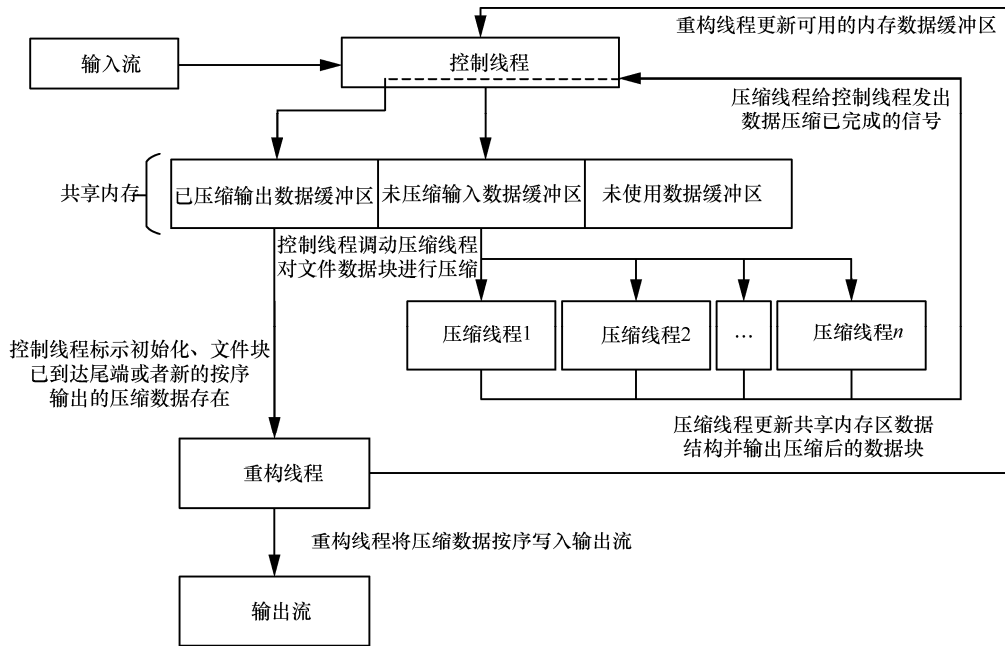 重构线程更新可用的内存数据缓冲区
输入流
控制线程
压缩线程给控制线程发出
数据压缩已完成的信号
共享内存
已压缩输出数据缓冲区
未压缩输入数据缓冲区
未使用数据缓冲区
控制线程调动压缩线程
对文件数据块进行压缩
压缩线程1
压缩线程2
…
压缩线程n
控制线程标示初始化、文件块
已到达尾端或者新的按序
输出的压缩数据存在
压缩线程更新共享内存区数据
结构并输出压缩后的数据块
重构线程
重构线程将压缩数据按序写入输出流
输出流